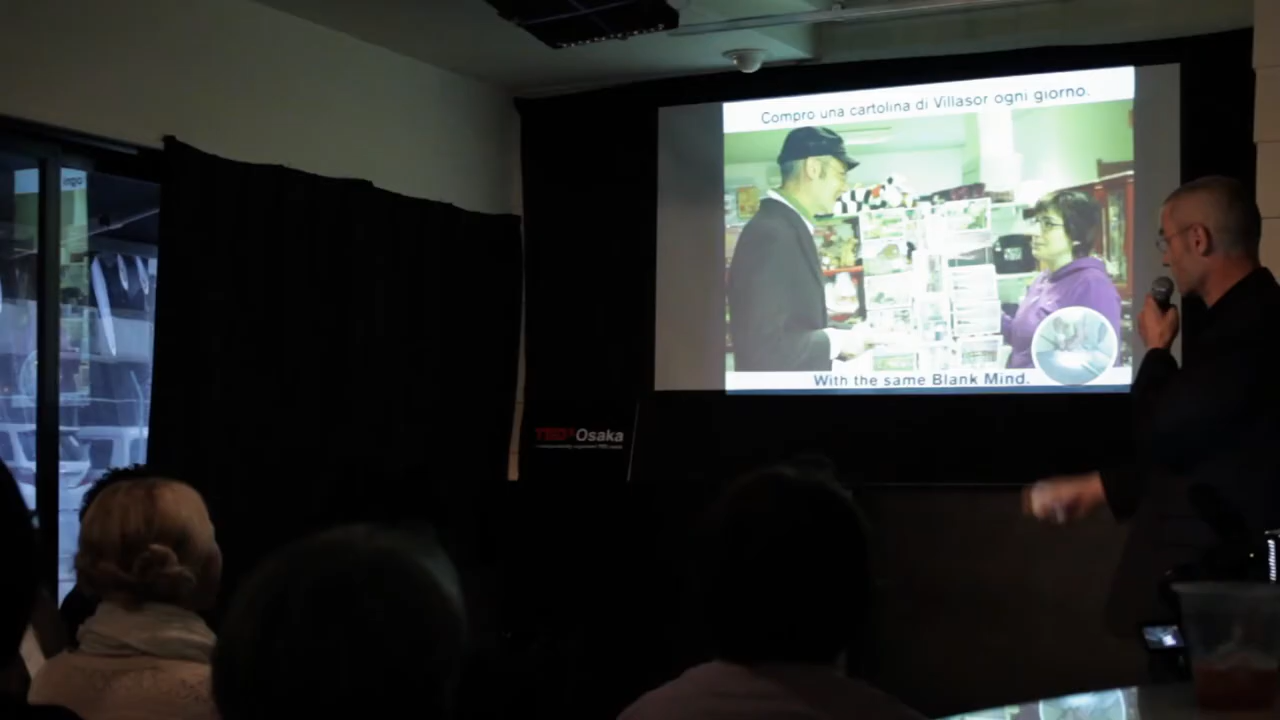 Compro una cartolina di Villasor ogni giorno.
With the same Blank Mind.
TEDxOsaka